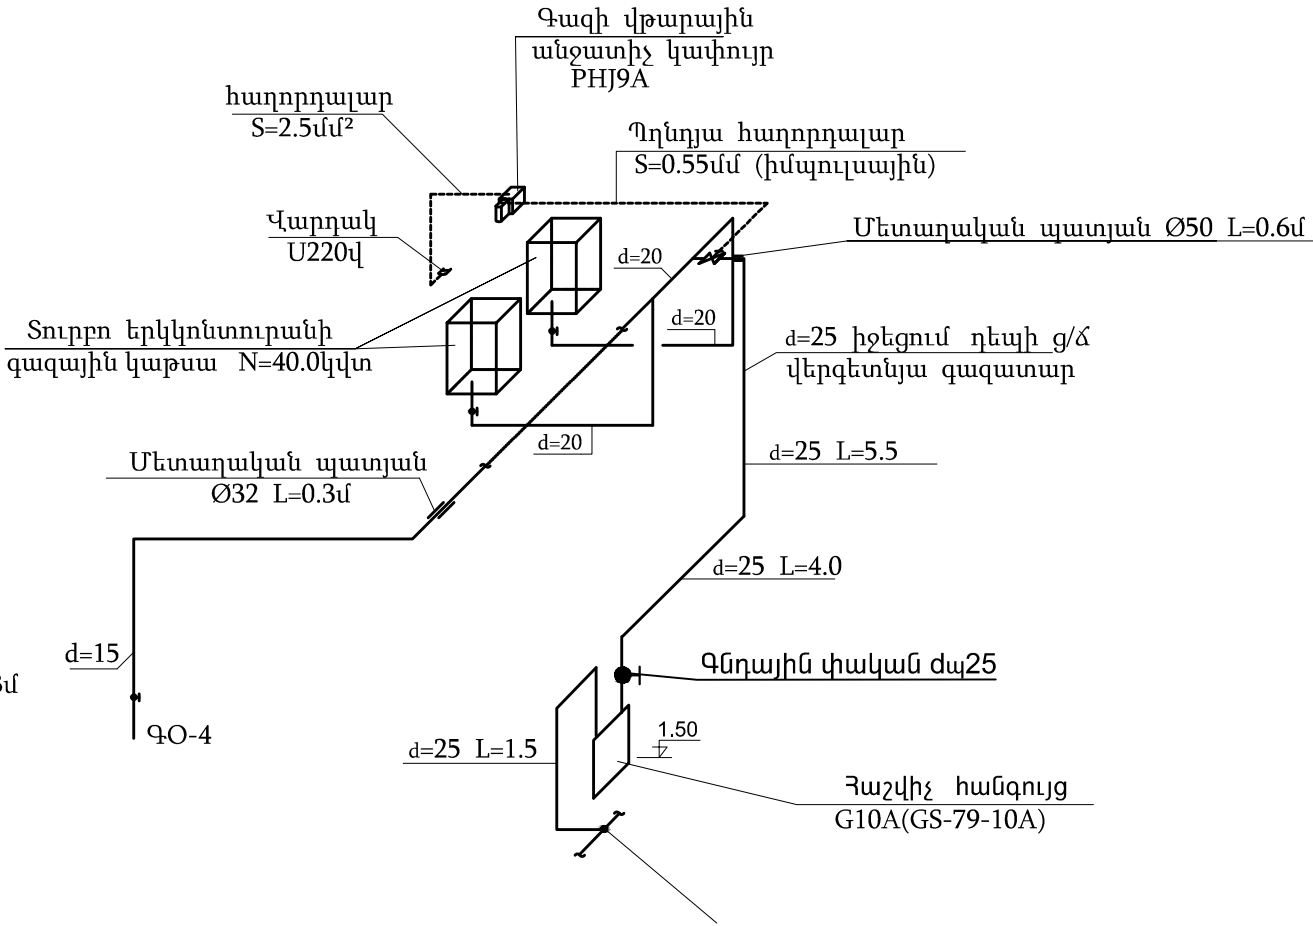 Գազի վթարային
անջատիչ կափույր
PHJ9A
հաղորդալար
S=2.5մմ²
Պղնդյա հաղորդալար
S=0.55մմ (իմպուլսային)
Վարդակ
Ս220վ
Մետաղական պատյան Ø50 L=0.6մ
d=20
d=20
Տուրբո երկկոնտուրանի
գազային կաթսա N=40.0կվտ
d=25 իջեցում դեպի ց/ճ
վերգետնյա գազատար
d=20
d=25 L=5.5
Մետաղական պատյան
Ø32 L=0.3մ
d=25 L=4.0
d=15
Գնդային փական dպ25
ԳՕ-4
1.50
d=25 L=1.5
Հաշվիչ հանգույց
G10A(GS-79-10A)